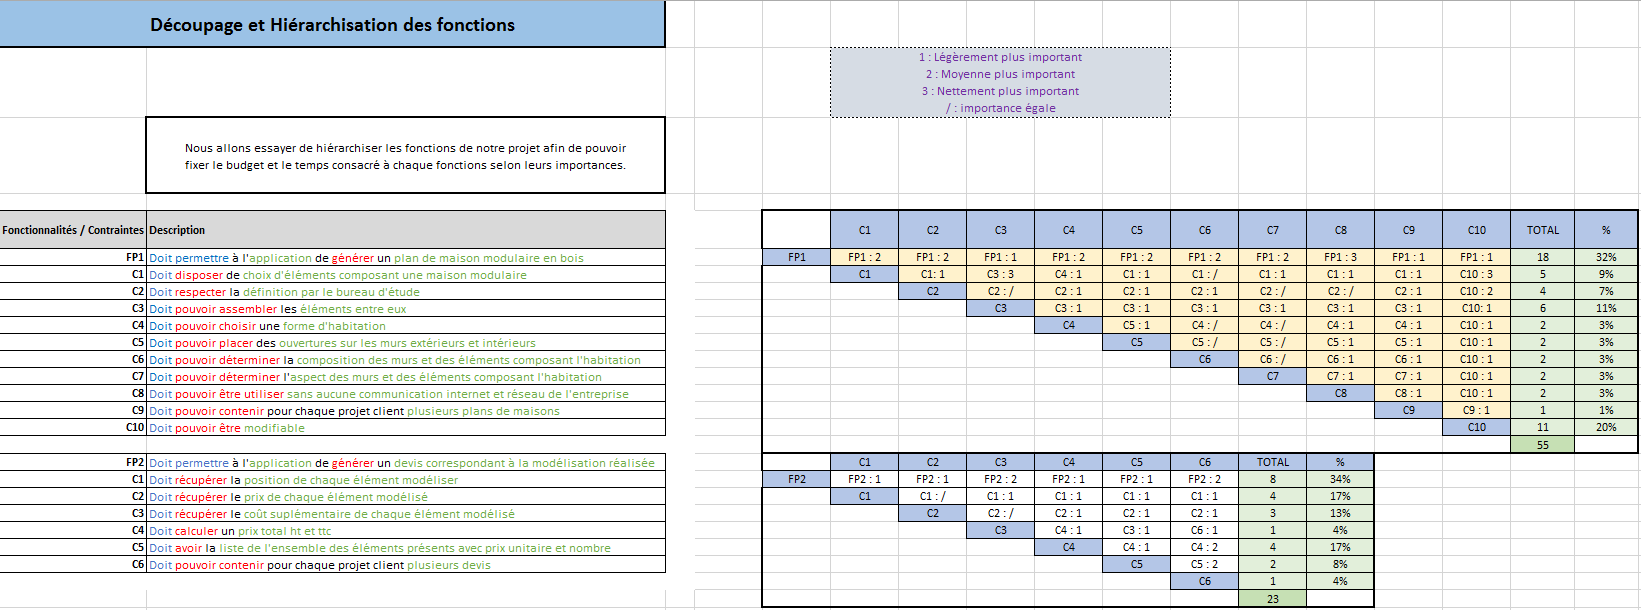 Découpage et Hiérarchisation des fonctions
1 : Légèrement plus important
2 : Moyenne plus important
3 : Nettement plus important
/ : importance égale
Nous allons essayer de hiérarchiser les fonctions de notre projet afin de pouvoir
fixer le budget et le temps consacré à chaque fonctions selon leurs importances.
Fonctionnalités / Contraintes Description
FP1 Doit permettre à l'application de générer un plan de maison modulaire en bois
C1 Doit disposer de choix d'éléments composant une maison modulaire
C2 Doit respecter la définition par le bureau d'étude
C3 Doit pouvoir assembler les éléments entre eux
C4 Doit pouvoir choisir une forme d'habitation
C5 Doit pouvoir placer des ouvertures sur les murs extérieurs et intérieurs
C6 Doit pouvoir déterminer la composition des murs et des éléments composant l'habitation
C7 Doit pouvoir déterminer l'aspect des murs et des éléments composant l'habitation
C8 Doit pouvoir être utiliser sans aucune communication internet et réseau de l'entreprise
C9 Doit pouvoir contenir pour chaque projet client plusieurs plans de maisons
C10 Doit pouvoir être modifiable
C1 C2 C3 C4 C5 C6 C7 C8 C9 C10 TOTAL %
FP1 FP1 : 2 FP1 : 2 FP1 : 1 FP1 : 2 FP1 : 2 FP1 : 2 FP1 : 2 FP1 : 3 FP1 : 1 FP1 : 1 18 32%
C1 C1: 1 C3 : 3 C4 : 1 C1 : 1 C1 : / C1 : 1 C1 : 1 C1 : 1 C10 : 3 5 9%
C2 C2 : / C2 : 1 C2 : 1 C2 : 1 C2 : / C2 : / C2 : 1 C10 : 2 4 7%
C3 C3 : 1 C3 : 1 C3 : 1 C3 : 1 C3 : 1 C3 : 1 C10: 1 6 11%
C4 C5 : 1 C4 : / C4 : / C4 : 1 C4 : 1 C10 : 1 2 3%
C5 C5 : / C5 : / C5 : 1 C5 : 1 C10 : 1 2 3%
C6 C6 : / C6 : 1 C6 : 1 C10 : 1 2 3%
C7 C7 : 1 C7 : 1 C10 : 1 2 3%
C8 C8 : 1 C10 : 1 2 3%
C9 C9 : 1 1 1%
C10 11 20%
55
FP2 Doit permettre à l'application de générer un devis correspondant à la modélisation réalisée
C1 Doit récupérer la position de chaque élément modéliser
C2 Doit récupérer le prix de chaque élément modélisé
C3 Doit récupérer le coût suplémentaire de chaque élément modélisé
C4 Doit calculer un prix total ht et ttc
C5 Doit avoir la liste de l'ensemble des éléments présents avec prix unitaire et nombre
C6 Doit pouvoir contenir pour chaque projet client plusieurs devis
C1 C2 C3 C4 C5 C6 TOTAL %
FP2 FP2 : 1 FP2 : 1 FP2 : 2 FP2 : 1 FP2 : 1 FP2 : 2 8 34%
C1 C1 : / C1 : 1 C1 : 1 C1 : 1 C1 : 1 4 17%
C2 C2 : / C2 : 1 C2 : 1 C2 : 1 3 13%
C3 C4 : 1 C3 : 1 C6 : 1 1 4%
C4 C4 : 1 C4 : 2 4 17%
C5 C5 : 2 2 8%
C6 1 4%
23